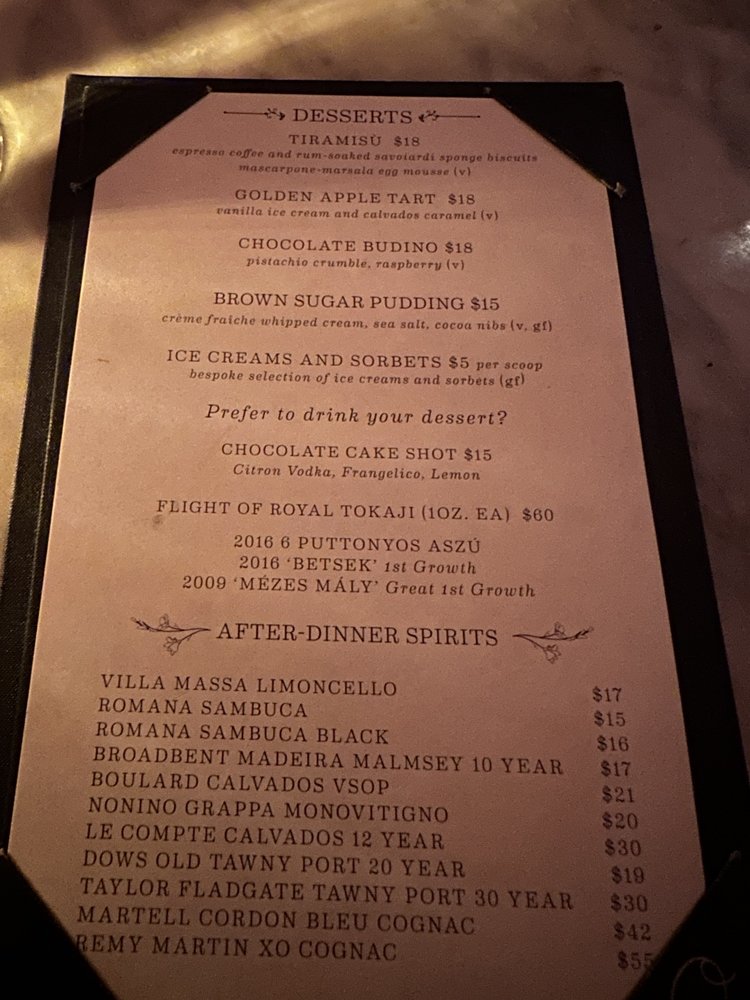 DESSERTS
TIRAMISÙ $18
espresso coffee and rum-soaked savoiardi sponge biscuits
mascarpone-marsala egg mousse (v)
GOLDEN APPLE TART $18
vanilla ice cream and calvados caramel (v)
CHOCOLATE BUDINO $18
pistachio crumble, raspberry (v)
BROWN SUGAR PUDDING $15
crème fraîche whipped cream, sea salt, cocoa nibs (v, gf)
ICE CREAMS AND SORBETS $5 per scoop
bespoke selection of ice creams and sorbets (gf)
Prefer to drink your dessert?
CHOCOLATE CAKE SHOT $15
Citron Vodka, Frangelico, Lemon
FLIGHT OF ROYAL TOKAJI (1OZ. EA) $60
2016 6 PUTTONYOS ASZÚ
2016 'BETSEK' 1st Growth
2009 'MÉZES MÁLY' Great 1st Growth
AFTER-DINNER SPIRITS
VILLA MASSA LIMONCELLO $17
ROMANA SAMBUCA $15
ROMANA SAMBUCA BLACK $16
BROADBENT MADEIRA MALMSEY 10 YEAR $17
BOULARD CALVADOS VSOP $21
NONINO GRAPPA MONOVITIGNO $20
LE COMPTE CALVADOS 12 YEAR $30
DOWS OLD TAWNY PORT 20 YEAR $19
TAYLOR FLADGATE TAWNY PORT 30 YEAR $30
MARTELL CORDON BLEU COGNAC $42
REMY MARTIN XO COGNAC $55